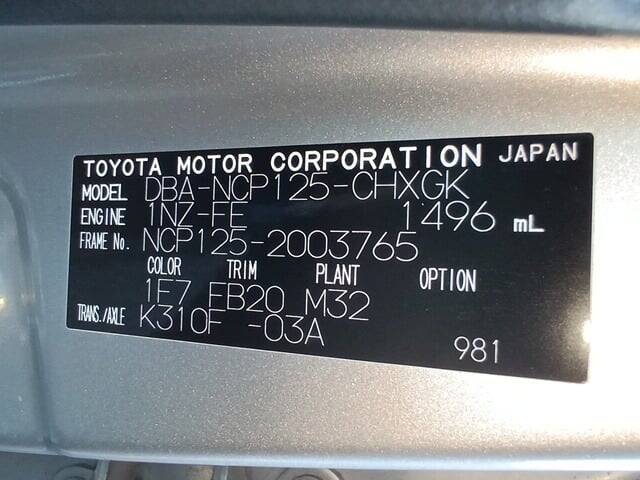 TOYOTA MOTOR CORPORATION JAPAN
MODEL DBA-NCP125-CHXGK
ENGINE 1NZ-FE 1496 mL
FRAME No. NCP125-2003765
COLOR TRIM PLANT OPTION
1F7 FB20 M32
TRANS./AXLE K310F -03A
981